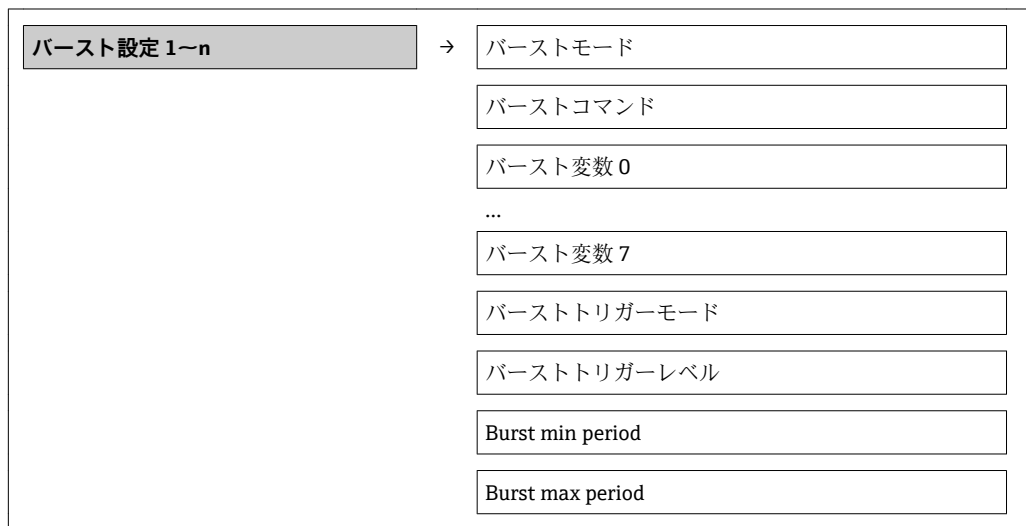 バースト設定 1～n → バーストモード
バーストコマンド
バースト変数 0
...
バースト変数 7
バーストトリガーモード
バーストトリガーレベル
Burst min period
Burst max period